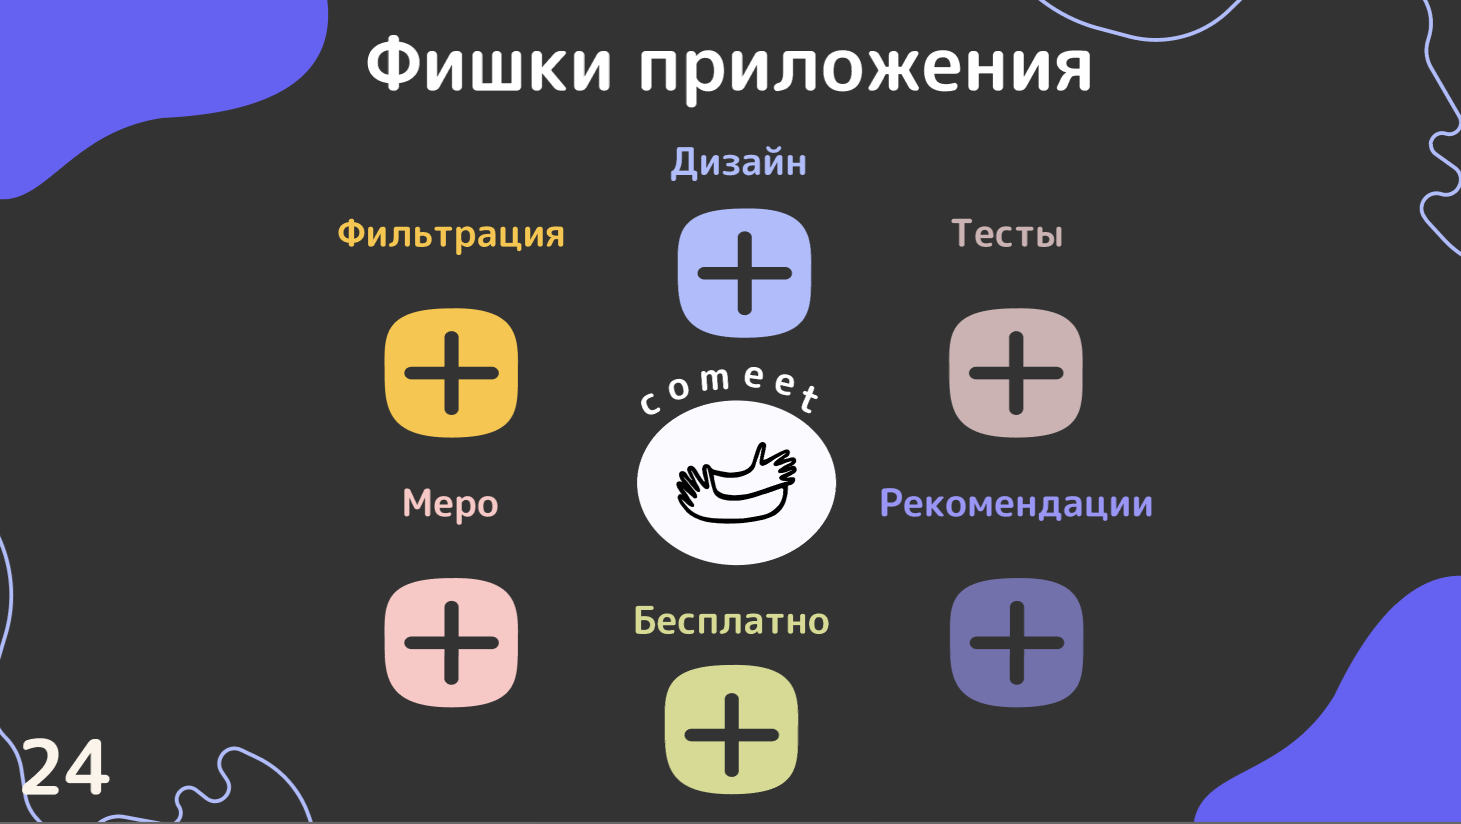 Фишки приложения
Дизайн
Фильтрация
Тесты
comeet
Меро
Рекомендации
Бесплатно
24